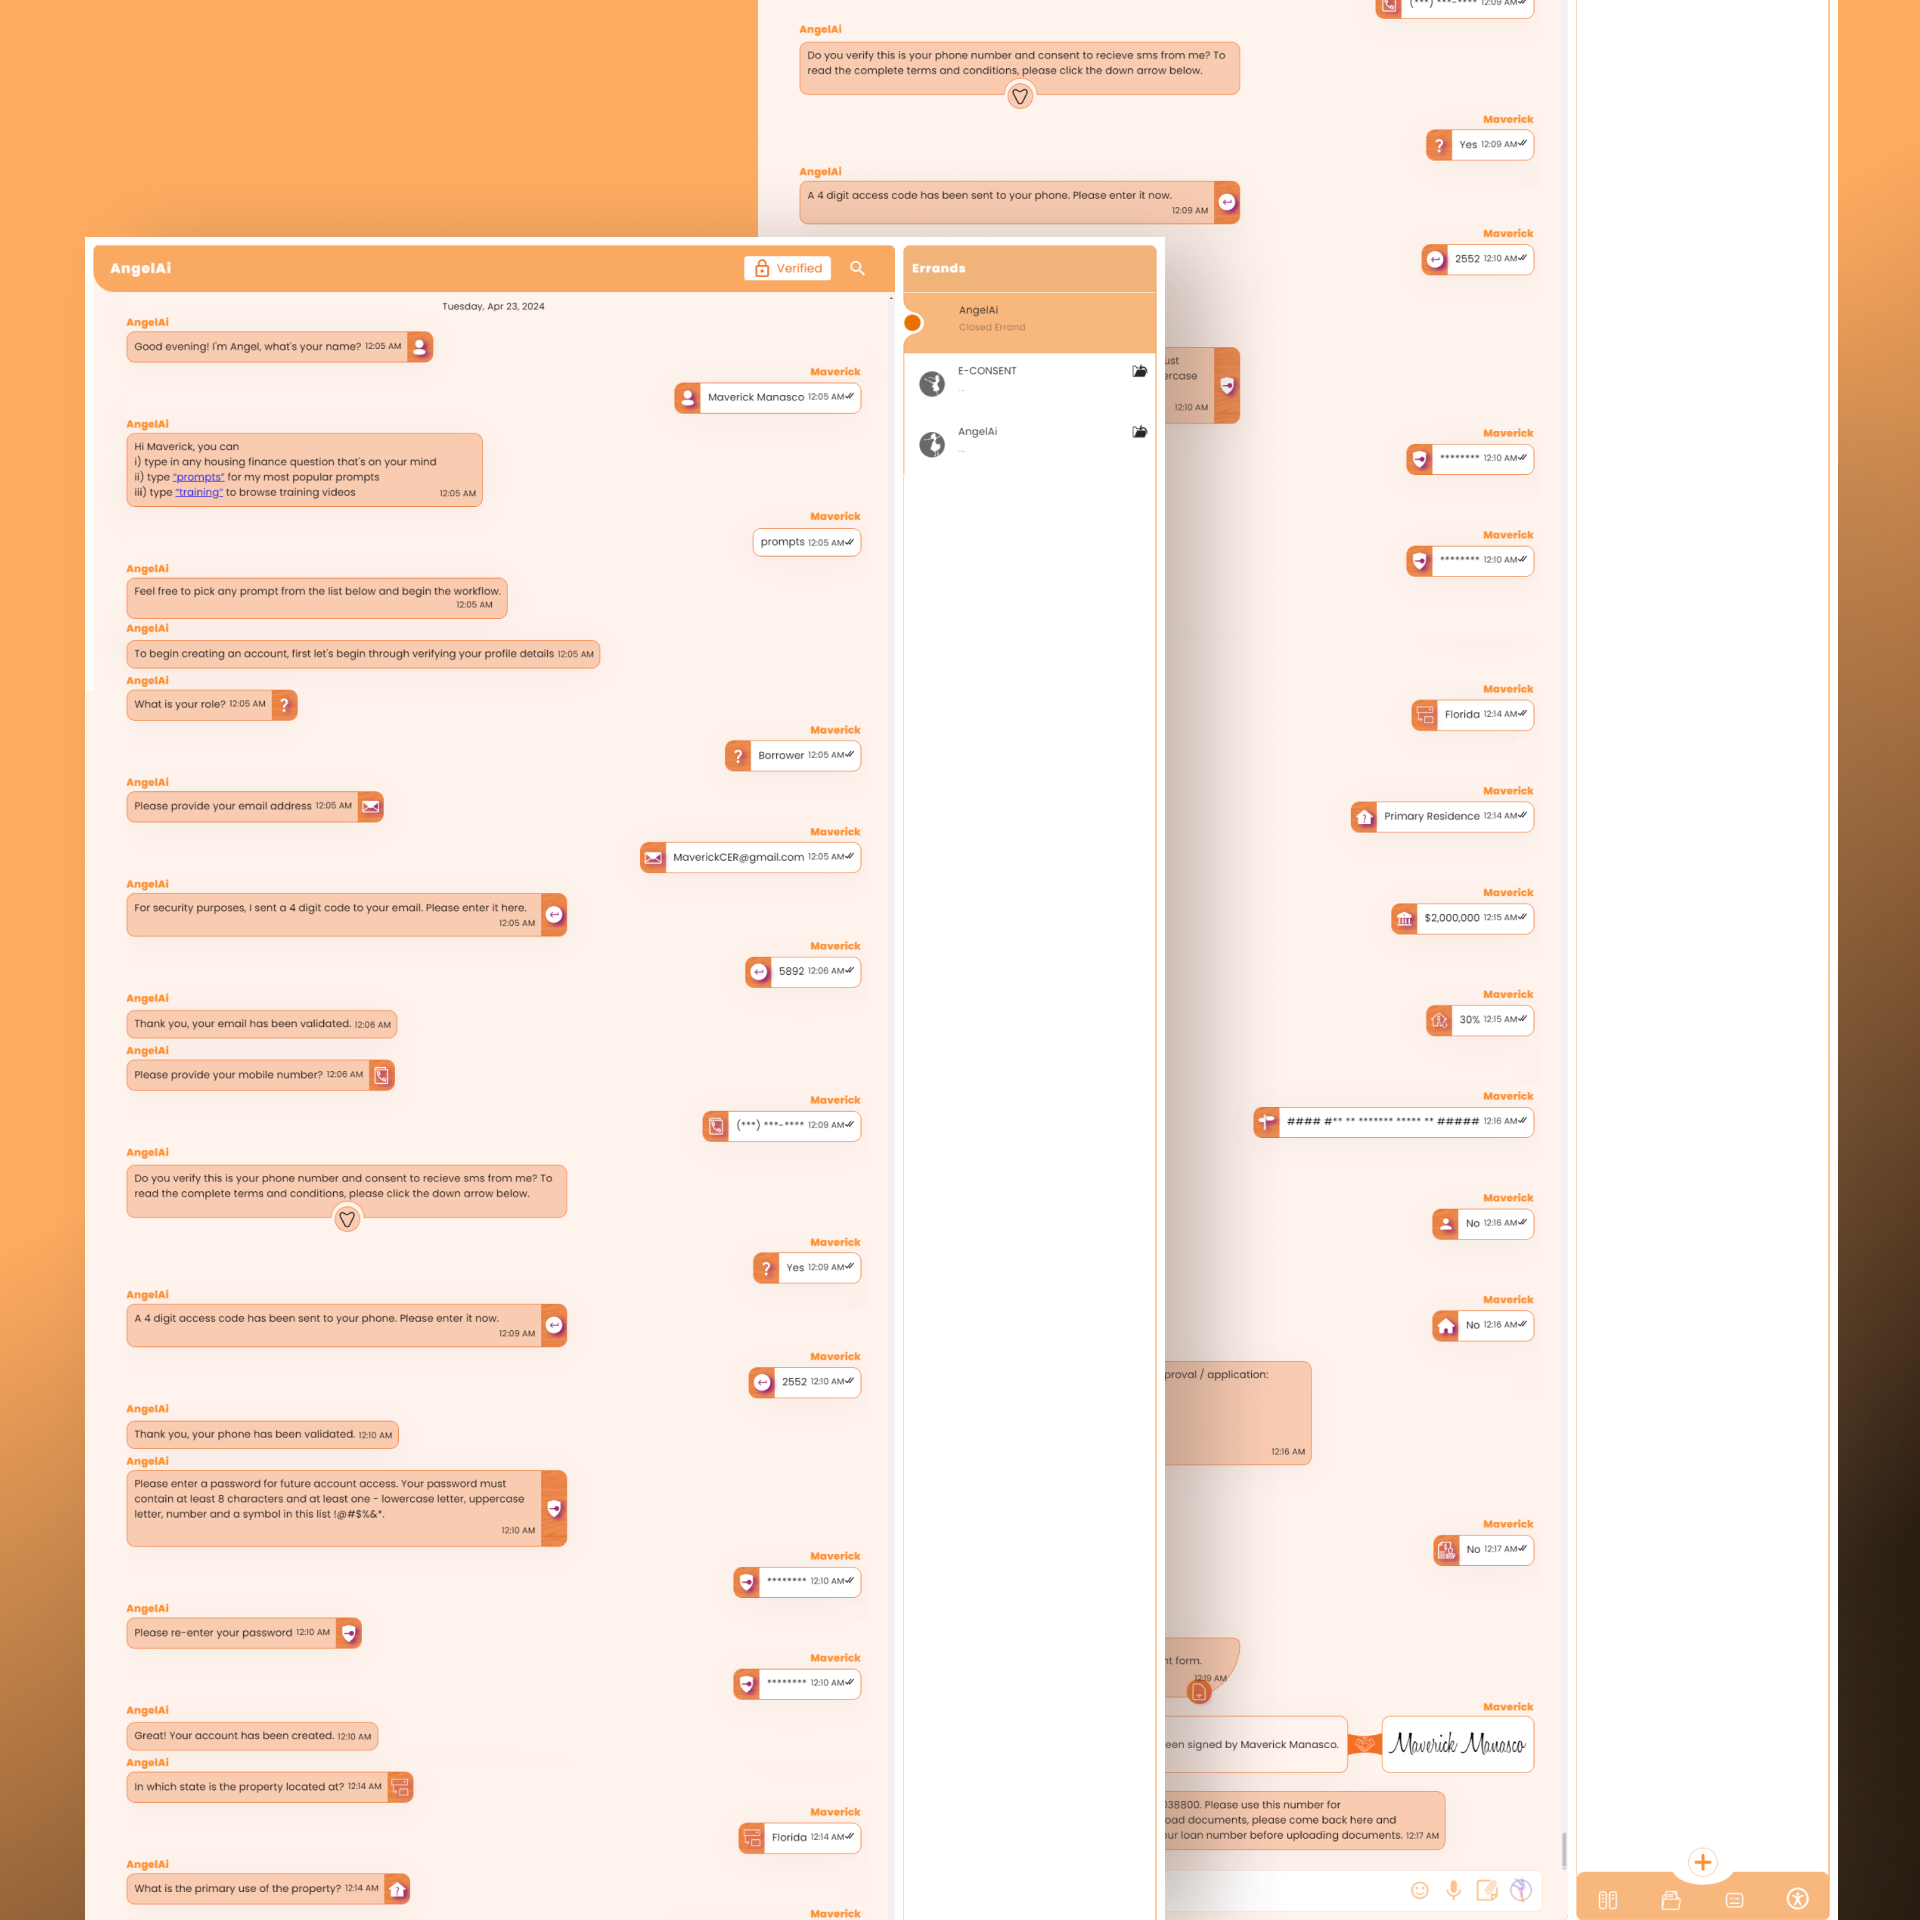 AngelAi
Verified
Tuesday, Apr 23, 2024
AngelAi
Good evening! I'm Angel, what's your name? 12:05 AM
Maverick
Maverick Manasco 12:05 AM
AngelAi
Hi Maverick, you can
i) type in any housing finance question that's on your mind
ii) type "prompts" for my most popular prompts
iii) type "training" to browse training videos 12:05 AM
Maverick
prompts 12:05 AM
AngelAi
Feel free to pick any prompt from the list below and begin the workflow.
12:05 AM
AngelAi
To begin creating an account, first let's begin through verifying your profile details 12:05 AM
AngelAi
What is your role? 12:05 AM
Maverick
Borrower 12:05 AM
AngelAi
Please provide your email address 12:05 AM
Maverick
MaverickCER@gmail.com 12:05 AM
AngelAi
For security purposes, I sent a 4 digit code to your email. Please enter it here.
12:05 AM
Maverick
5892 12:06 AM
AngelAi
Thank you, your email has been validated. 12:06 AM
AngelAi
Please provide your mobile number? 12:06 AM
Maverick
(***) ***-**** 12:09 AM
AngelAi
Do you verify this is your phone number and consent to recieve sms from me? To
read the complete terms and conditions, please click the down arrow below.
Maverick
Yes 12:09 AM
AngelAi
A 4 digit access code has been sent to your phone. Please enter it now.
12:09 AM
Maverick
2552 12:10 AM
AngelAi
Thank you, your phone has been validated. 12:10 AM
AngelAi
Please enter a password for future account access. Your password must
contain at least 8 characters and at least one - lowercase letter, uppercase
letter, number and a symbol in this list !@#$%&*.
12:10 AM
Maverick
******** 12:10 AM
AngelAi
Please re-enter your password 12:10 AM
Maverick
******** 12:10 AM
AngelAi
Great! Your account has been created. 12:10 AM
AngelAi
In which state is the property located at? 12:14 AM
Maverick
Florida 12:14 AM
AngelAi
What is the primary use of the property? 12:14 AM
Maverick
Errands
AngelAi
Closed Errand
E-CONSENT
...
AngelAi
...
(***) ***-**** 12:09 AM
AngelAi
Do you verify this is your phone number and consent to recieve sms from me? To
read the complete terms and conditions, please click the down arrow below.
Maverick
Yes 12:09 AM
AngelAi
A 4 digit access code has been sent to your phone. Please enter it now.
12:09 AM
Maverick
2552 12:10 AM
ust
ercase
12:10 AM
Maverick
******** 12:10 AM
Maverick
******** 12:10 AM
Maverick
Florida 12:14 AM
Maverick
Primary Residence 12:14 AM
Maverick
$2,000,000 12:15 AM
Maverick
30% 12:15 AM
Maverick
#### #** ** ******* ***** ** ##### 12:16 AM
Maverick
No 12:16 AM
Maverick
No 12:16 AM
proval / application:
12:16 AM
Maverick
No 12:17 AM
nt form.
12:19 AM
Maverick
een signed by Maverick Manasco.
Maverick Manasco
038800. Please use this number for
oad documents, please come back here and
ur loan number before uploading documents. 12:17 AM